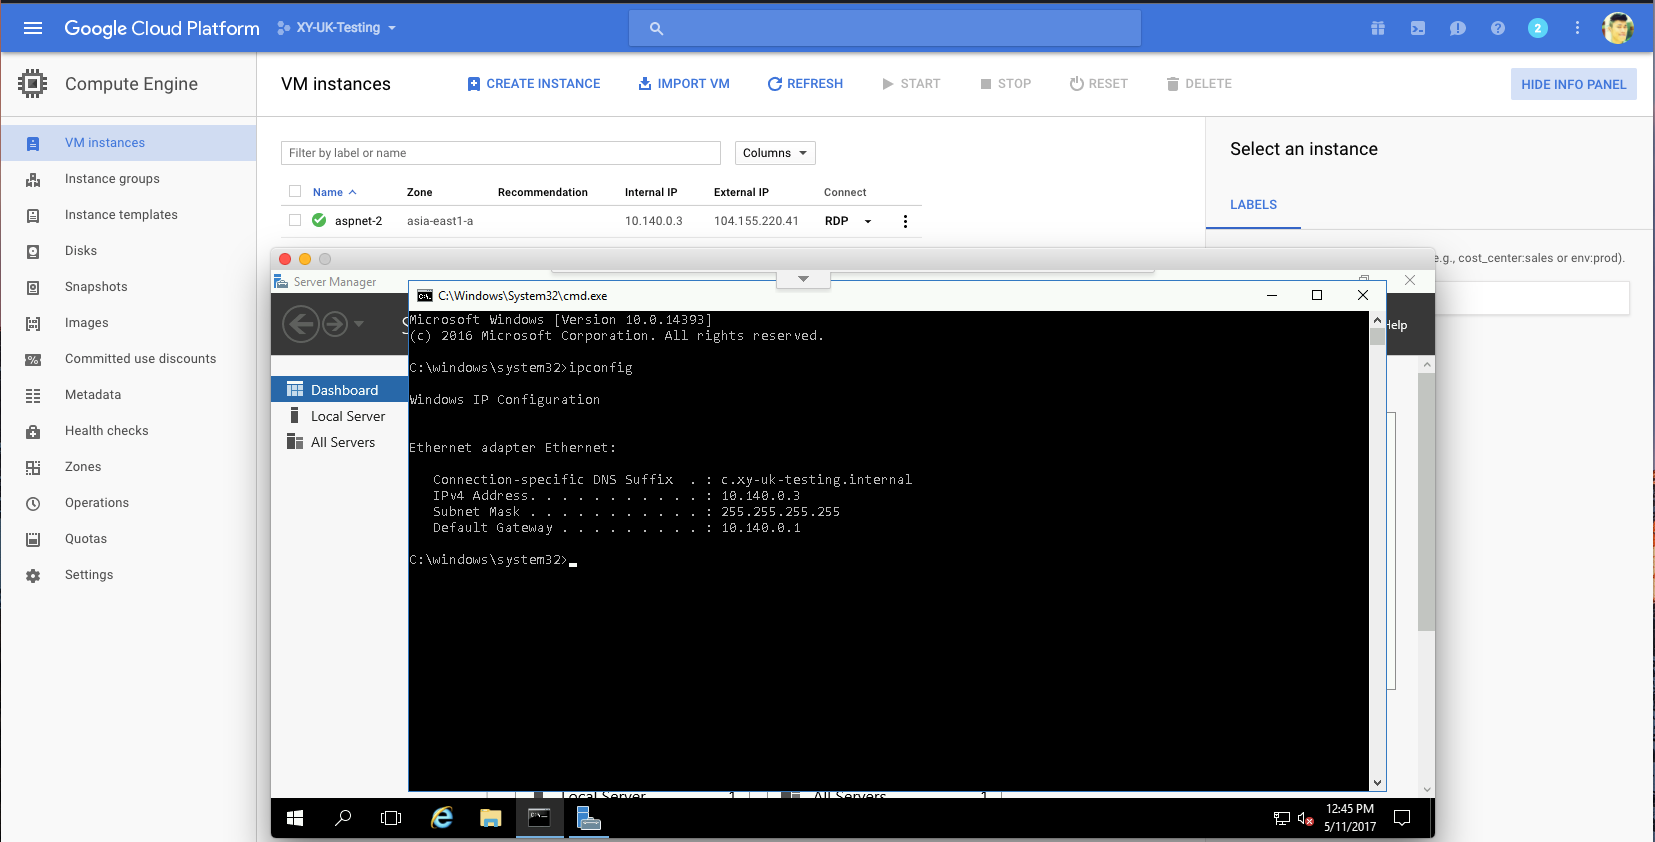 Google Cloud Platform XY-UK-Testing 2
Compute Engine
VM instances CREATE INSTANCE IMPORT VM REFRESH START STOP RESET DELETE HIDE INFO PANEL
VM instances
Instance groups
Instance templates
Disks
Snapshots
Images
Committed use discounts
Metadata
Health checks
Zones
Operations
Quotas
Settings
Filter by label or name Columns
Name Zone Recommendation Internal IP External IP Connect
aspnet-2 asia-east1-a 10.140.0.3 104.155.220.41 RDP
Select an instance
LABELS
e.g., cost_center:sales or env:prod).
Server Manager
Help
Dashboard
Local Server
All Servers
C:\Windows\System32\cmd.exe
Microsoft Windows [Version 10.0.14393]
(c) 2016 Microsoft Corporation. All rights reserved.
C:\windows\system32>ipconfig
Windows IP Configuration
Ethernet adapter Ethernet:
Connection-specific DNS Suffix . : c.xy-uk-testing.internal
IPv4 Address. . . . . . . . . . . : 10.140.0.3
Subnet Mask . . . . . . . . . . . : 255.255.255.255
Default Gateway . . . . . . . . . : 10.140.0.1
C:\windows\system32>
Local Server 1 All Servers 1
12:45 PM
5/11/2017